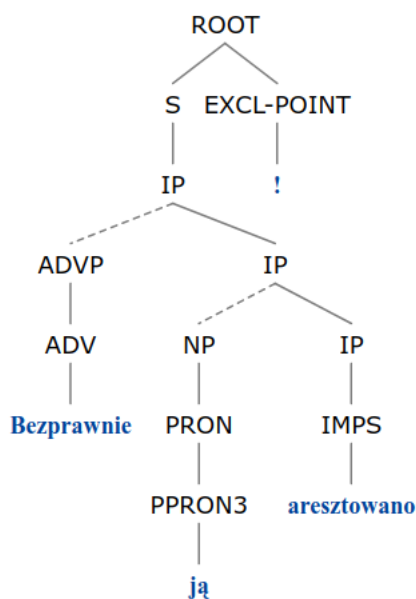 ROOT
S EXCL-POINT
IP !
ADVP IP
ADV NP IP
Bezprawnie PRON IMPS
PPRON3 aresztowano
ją